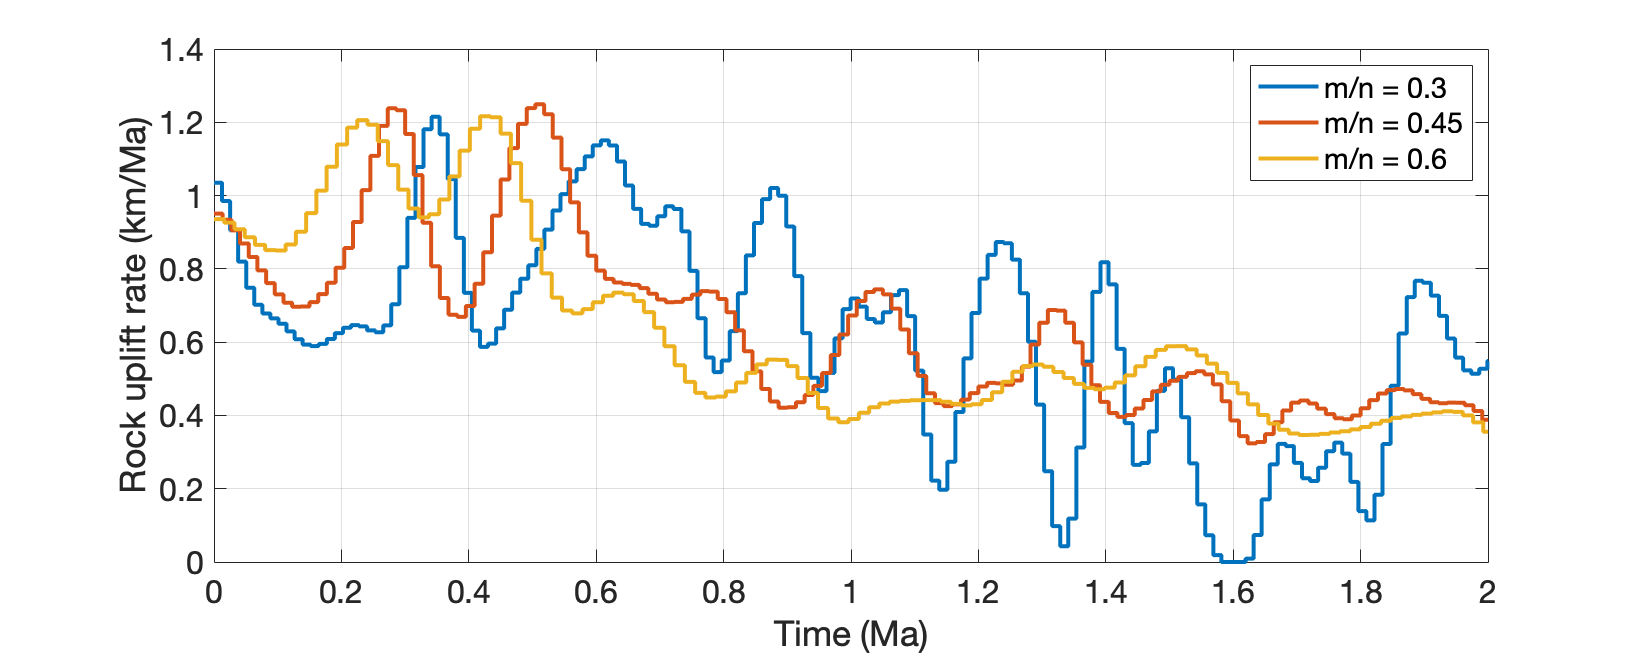 Rock uplift rate (km/Ma)
1.4
1.2
1
0.8
0.6
0.4
0.2
0
m/n = 0.3
m/n = 0.45
m/n = 0.6
0 0.2 0.4 0.6 0.8 1 1.2 1.4 1.6 1.8 2
Time (Ma)